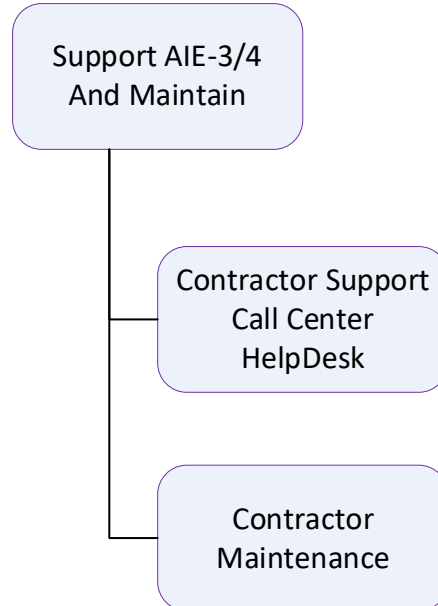 Support AIE-3/4
And Maintain
Contractor Support
Call Center
HelpDesk
Contractor
Maintenance